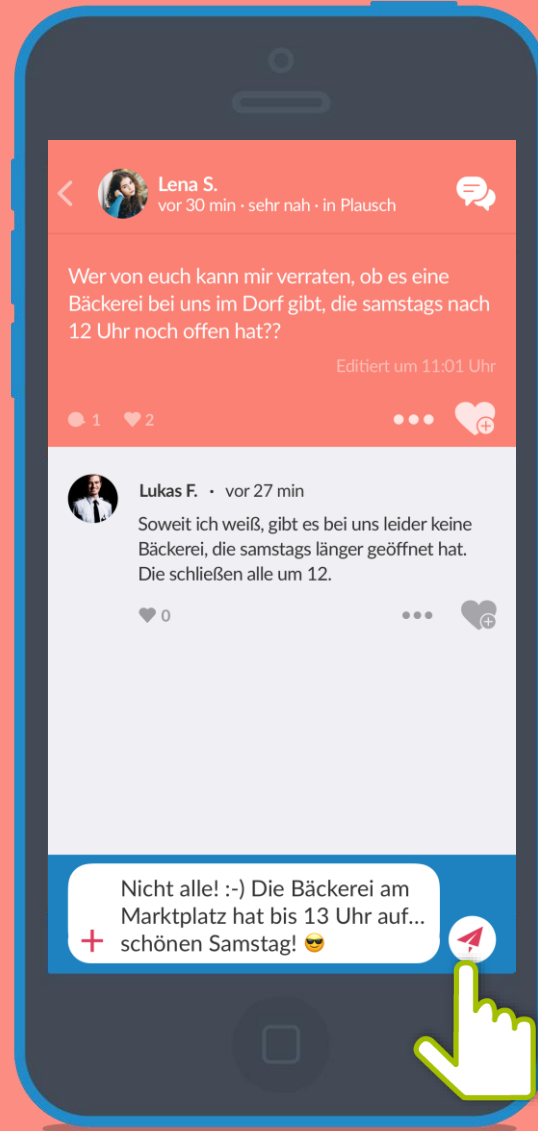 Lena S.
vor 30 min · sehr nah · in Plausch
Wer von euch kann mir verraten, ob es eine
Bäckerei bei uns im Dorf gibt, die samstags nach
12 Uhr noch offen hat??
Editiert um 11:01 Uhr
1 2
Lukas F. · vor 27 min
Soweit ich weiß, gibt es bei uns leider keine
Bäckerei, die samstags länger geöffnet hat.
Die schließen alle um 12.
0
Nicht alle! :-) Die Bäckerei am
Marktplatz hat bis 13 Uhr auf...
schönen Samstag! 😎